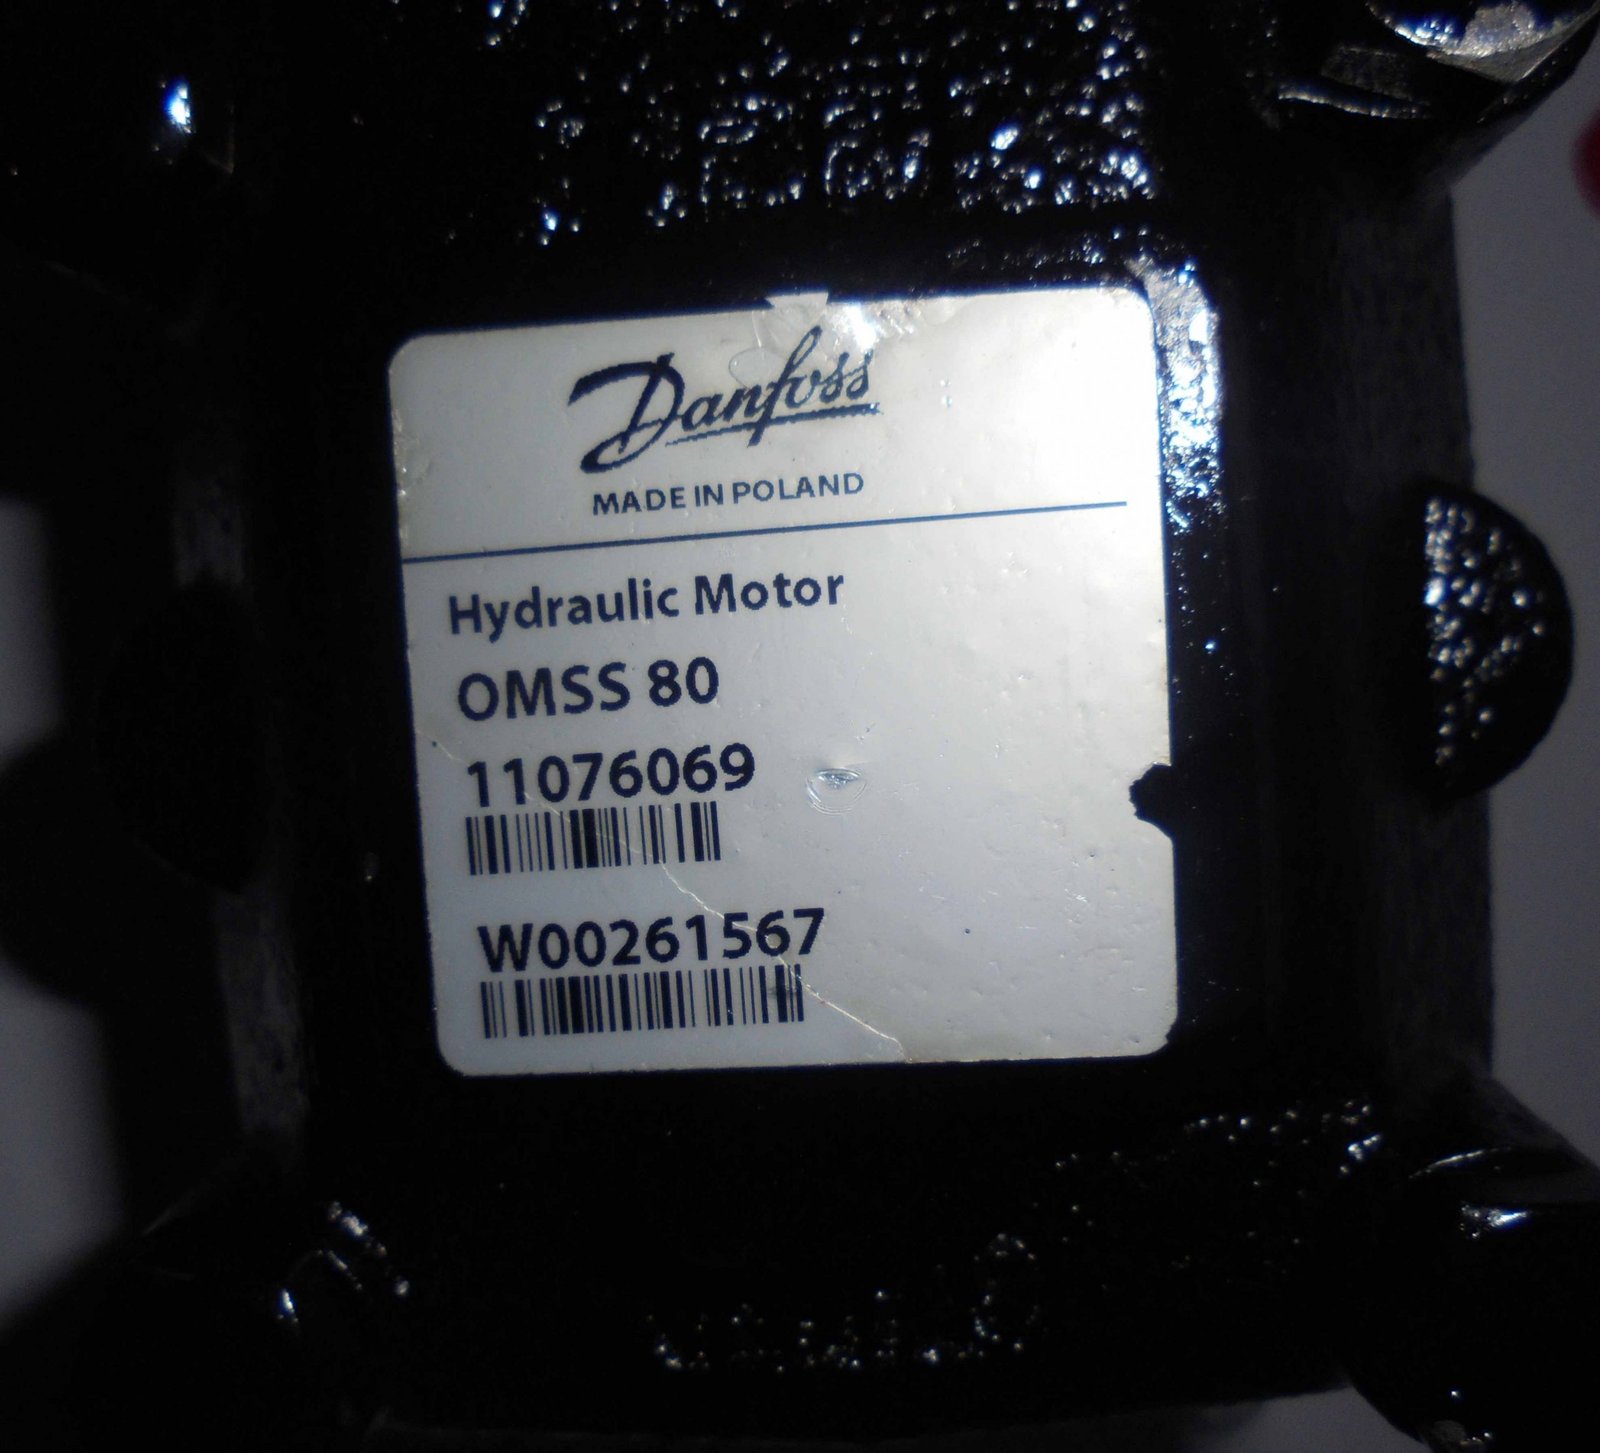 Danfoss
MADE IN POLAND
Hydraulic Motor
OMSS 80
11076069
W00261567